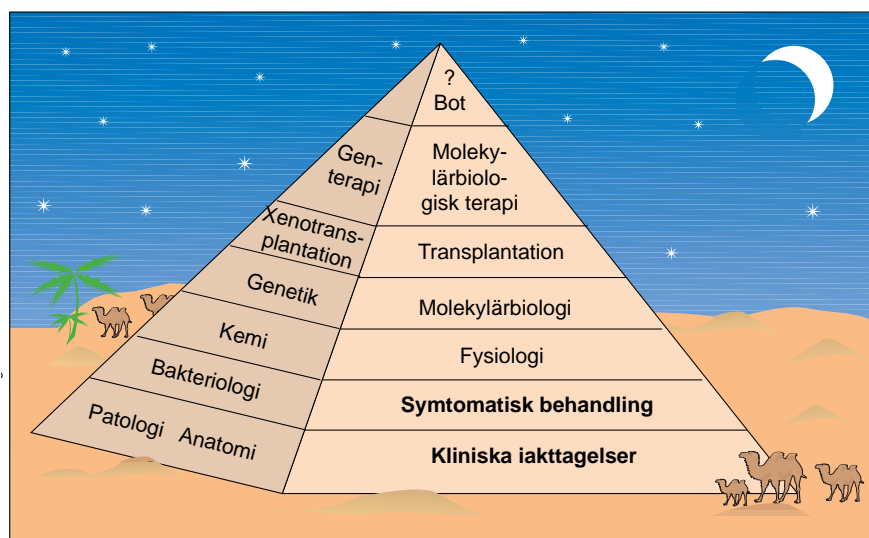 ?
Bot
Moleky-
lärbiolo-
gisk terapi
Transplantation
Molekylärbiologi
Fysiologi
Symtomatisk behandling
Kliniska iakttagelser
Gen-
terapi
Xenotrans-
plantation
Genetik
Kemi
Bakteriologi
Patologi Anatomi